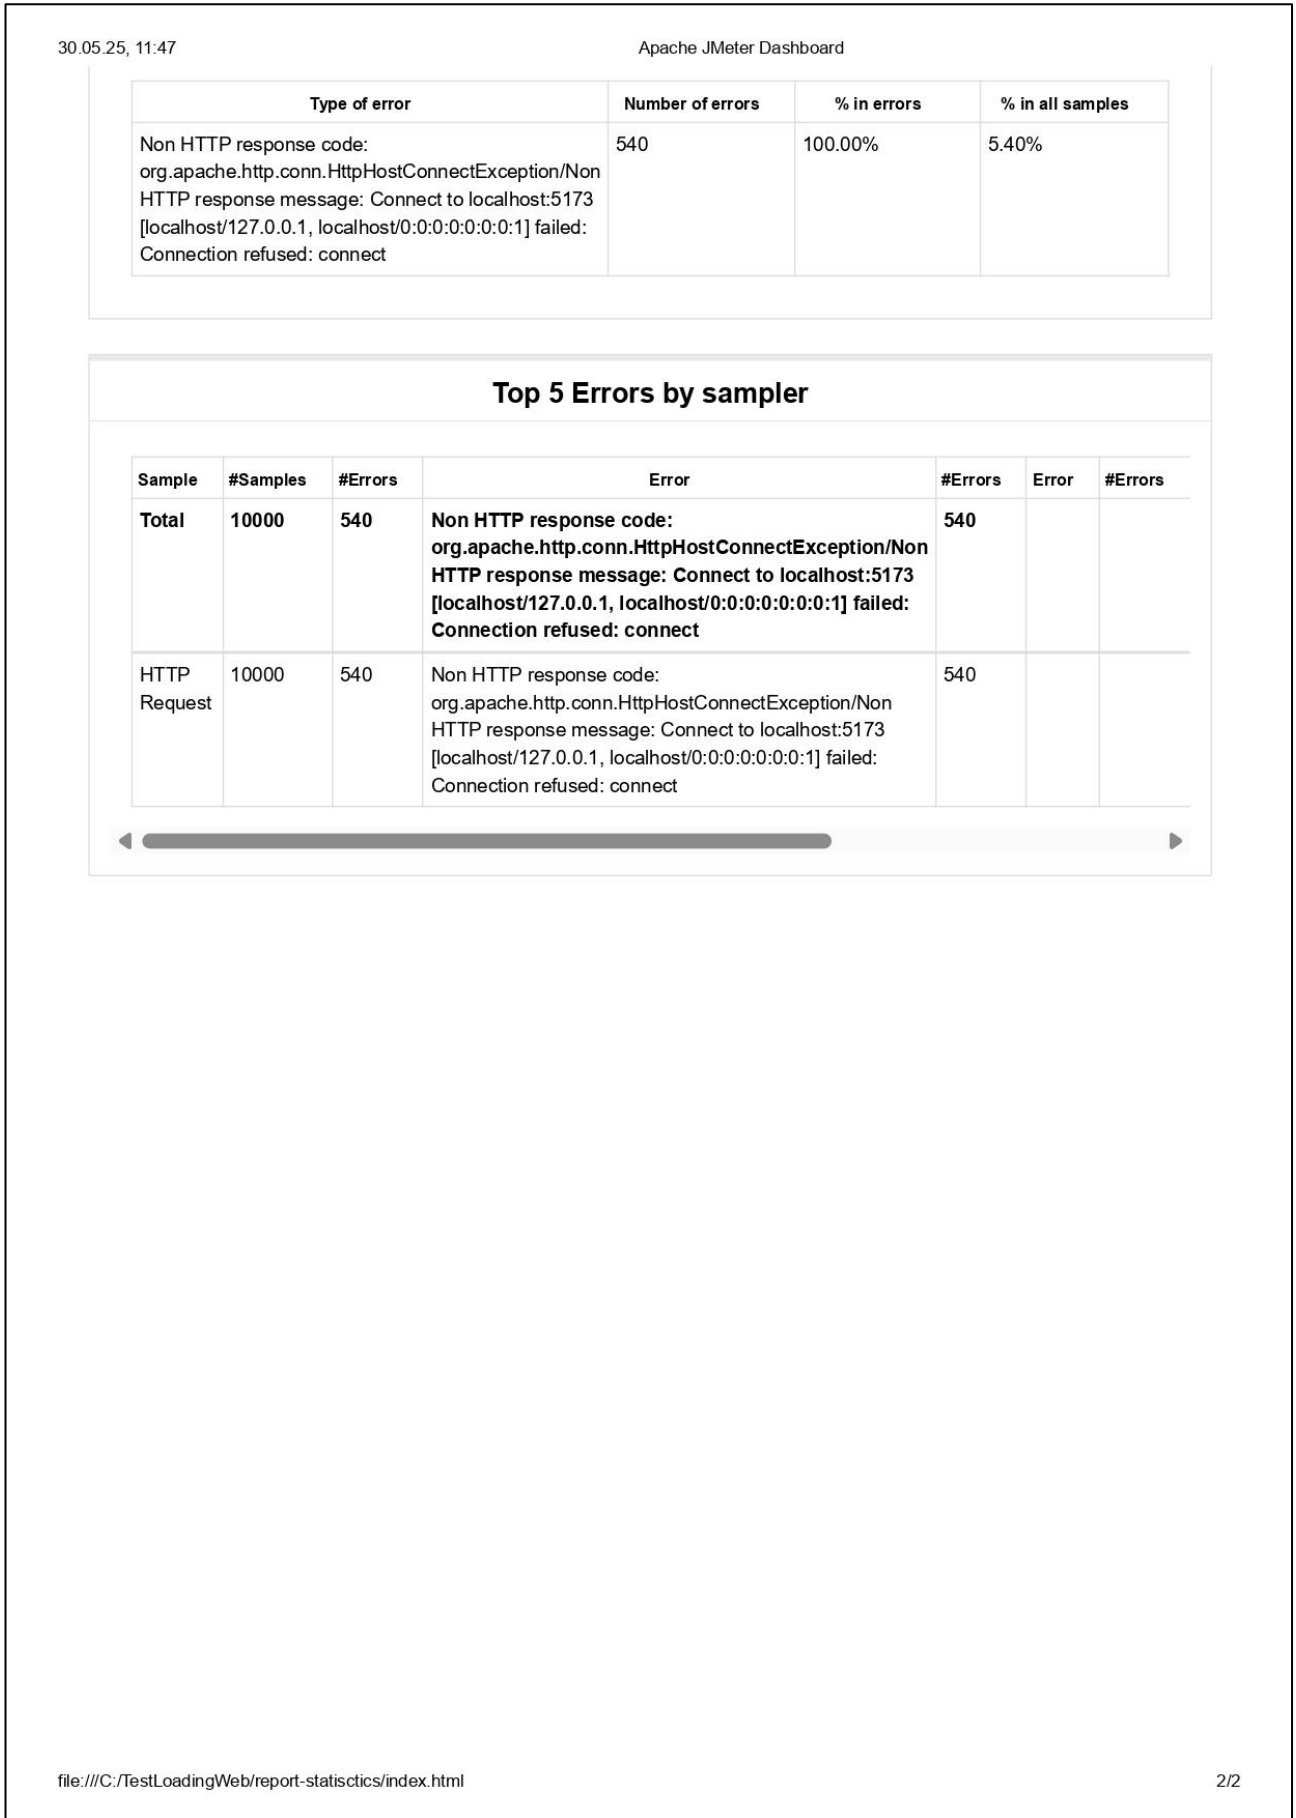 30.05.25, 11:47 Apache JMeter Dashboard
Type of error Number of errors % in errors % in all samples
Non HTTP response code: 540 100.00% 5.40%
org.apache.http.conn.HttpHostConnectException/Non
HTTP response message: Connect to localhost:5173
[localhost/127.0.0.1, localhost/0:0:0:0:0:0:0:1] failed:
Connection refused: connect
Top 5 Errors by sampler
Sample #Samples #Errors Error #Errors Error #Errors
Total 10000 540 Non HTTP response code: 540
org.apache.http.conn.HttpHostConnectException/Non
HTTP response message: Connect to localhost:5173
[localhost/127.0.0.1, localhost/0:0:0:0:0:0:0:1] failed:
Connection refused: connect
HTTP 10000 540 Non HTTP response code: 540
Request org.apache.http.conn.HttpHostConnectException/Non
HTTP response message: Connect to localhost:5173
[localhost/127.0.0.1, localhost/0:0:0:0:0:0:0:1] failed:
Connection refused: connect
file:///C:/TestLoadingWeb/report-statisctics/index.html 2/2